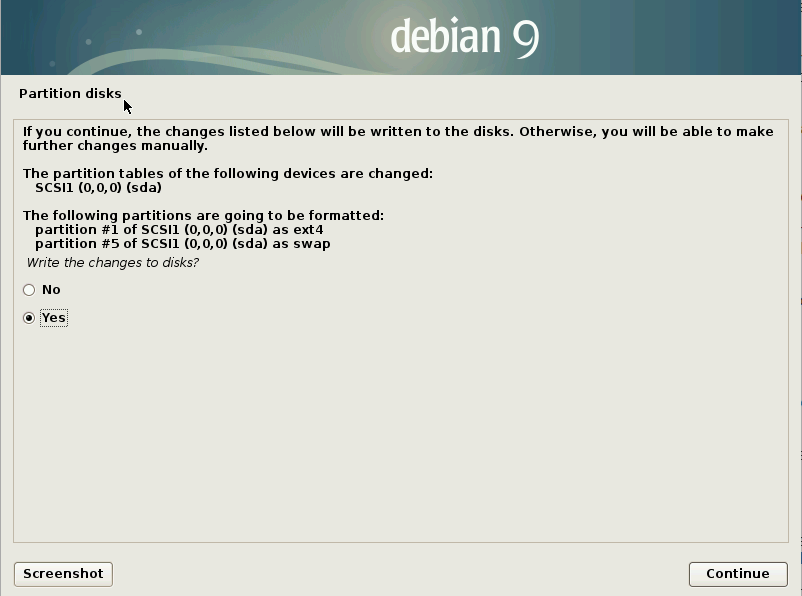 debian 9
Partition disks
If you continue, the changes listed below will be written to the disks. Otherwise, you will be able to make
further changes manually.
The partition tables of the following devices are changed:
SCSI1 (0,0,0) (sda)
The following partitions are going to be formatted:
partition #1 of SCSI1 (0,0,0) (sda) as ext4
partition #5 of SCSI1 (0,0,0) (sda) as swap
Write the changes to disks?
No
Yes
Screenshot
Continue